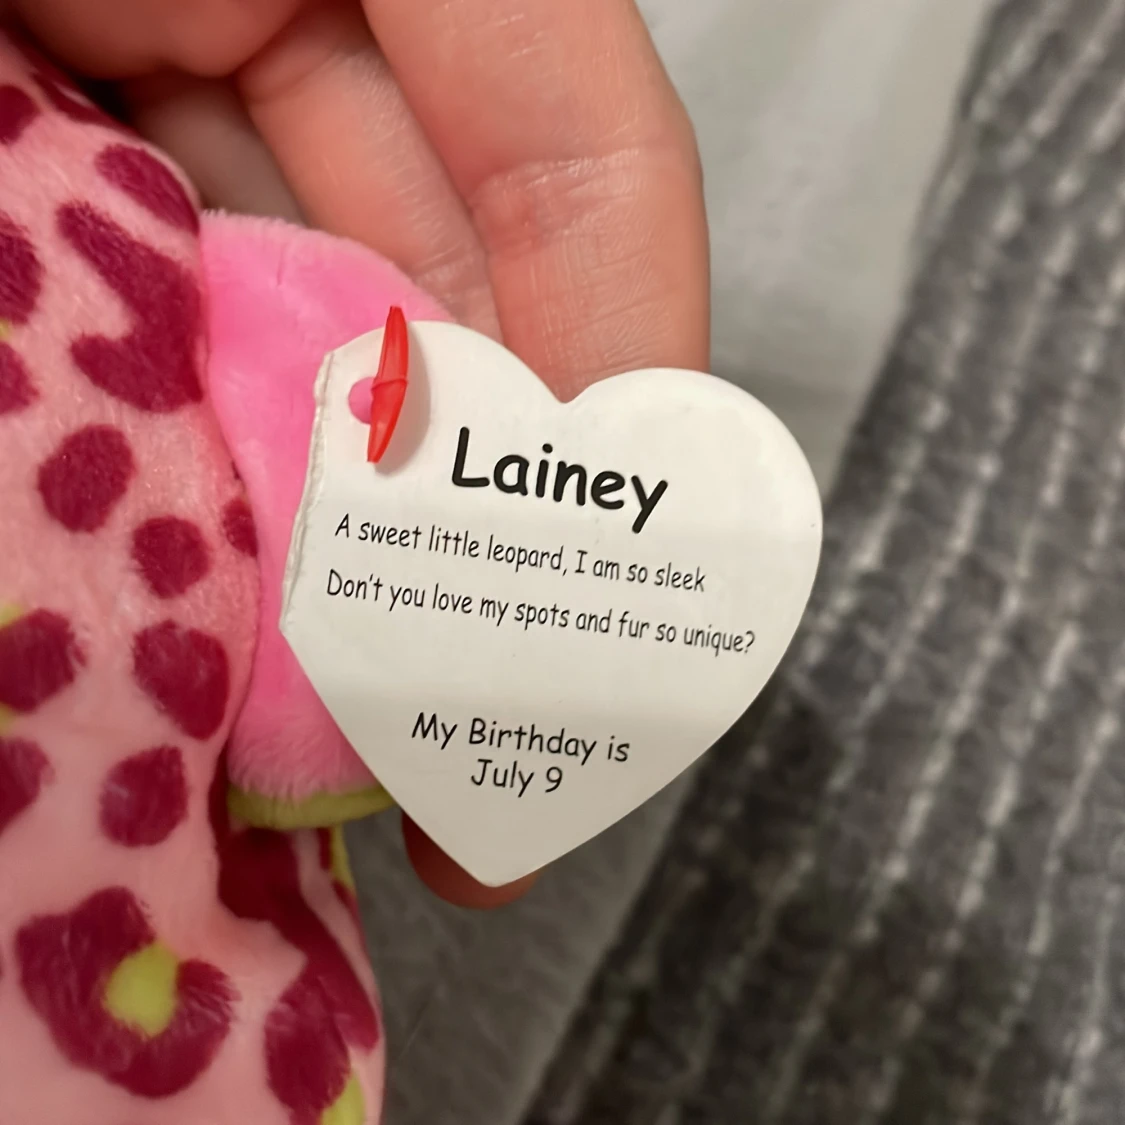 Lainey
A sweet little leopard, I am so sleek
Don't you love my spots and fur so unique?
My Birthday is
July 9